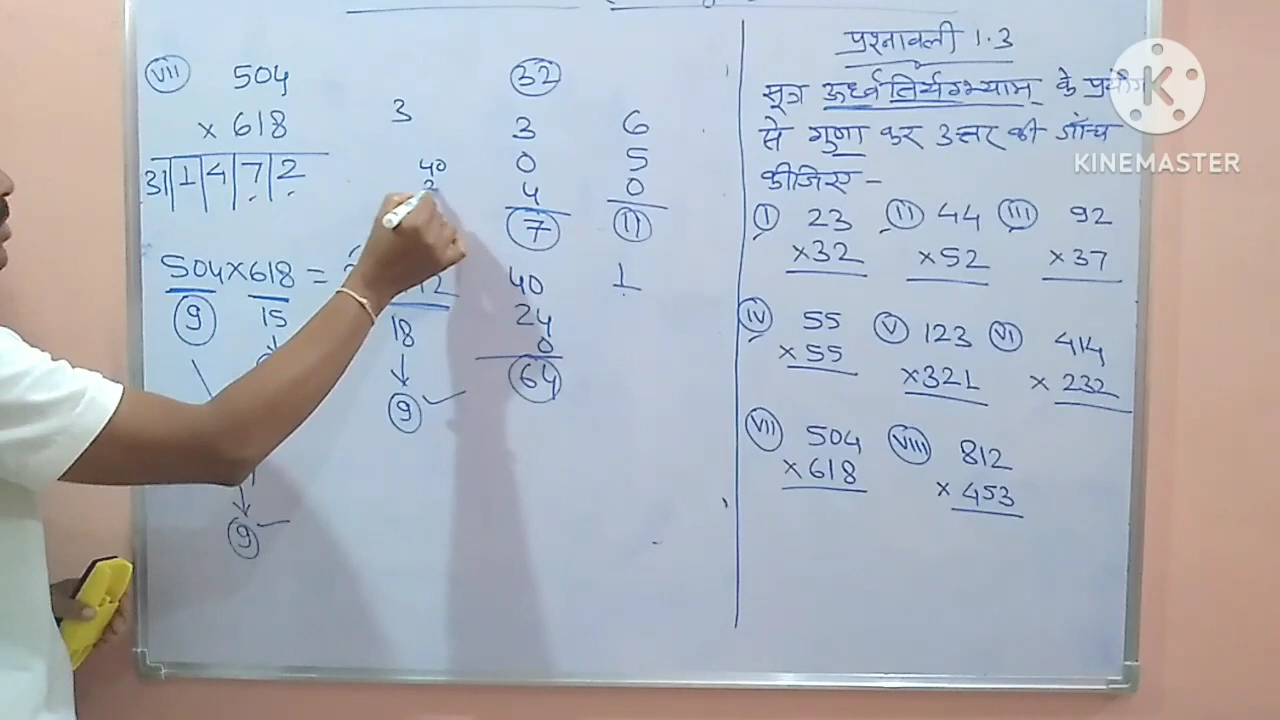 VII 504
× 618
31|1|4|7|2
504×618 =
9 15
18
9
9
3
40
32
3
0
4
7
40
24
0
64
6
5
0
11
1
प्रश्नावली 1.3
सूत्र ऊर्ध्वतिर्यग्भ्याम् के प्रयोग
से गुणा कर उत्तर की जाँच
कीजिए -
I 23 II 44 III 92
×32 ×52 ×37
IV 55 V 123 VI 414
×55 ×321 × 232
VII 504 VIII 812
×618 × 453
K
KINEMASTER